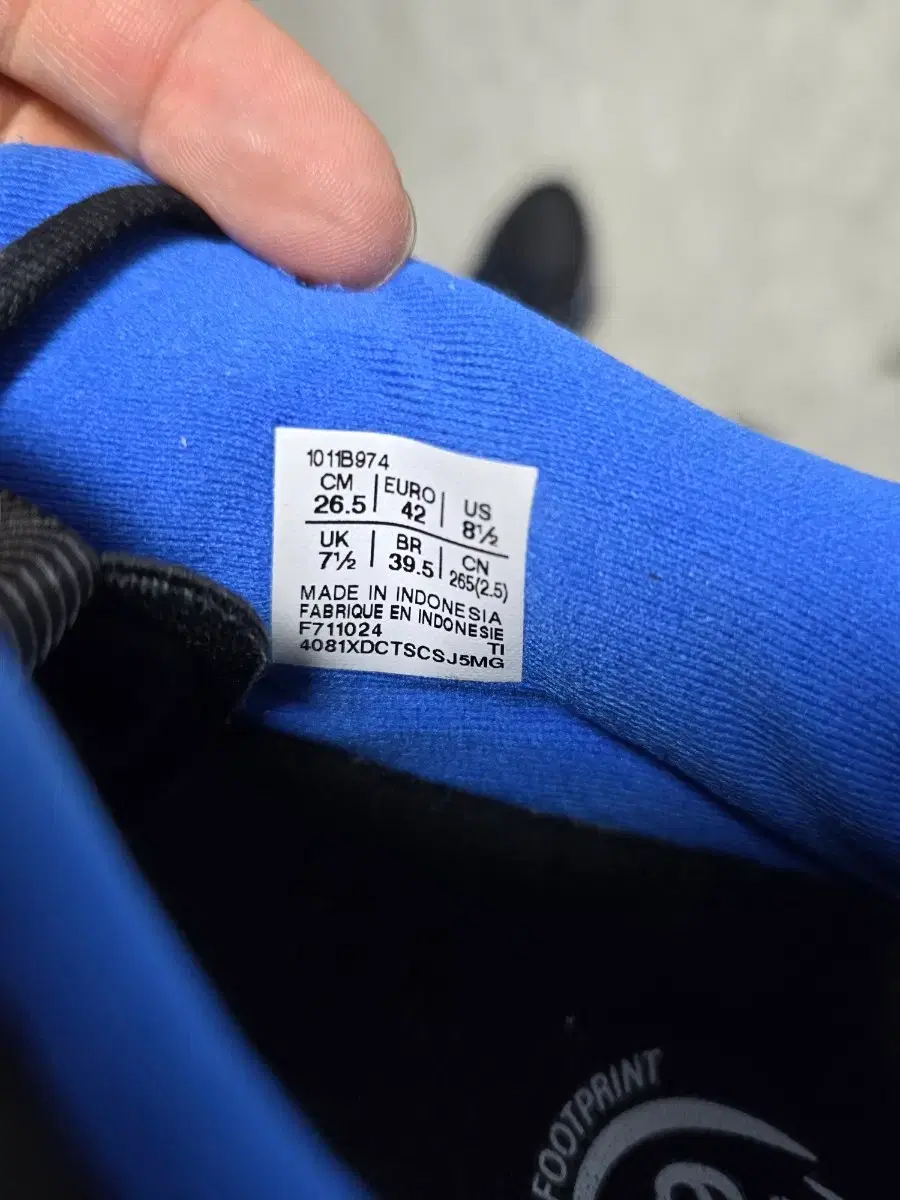 1011B974
CM 26.5 EURO 42 US 8½
UK 7½ BR 39.5 CN 265(2.5)
MADE IN INDONESIA
FABRIQUE EN INDONESIE
F711024 TI
4081XDCTSCSJ5MG
FOOTPRINT